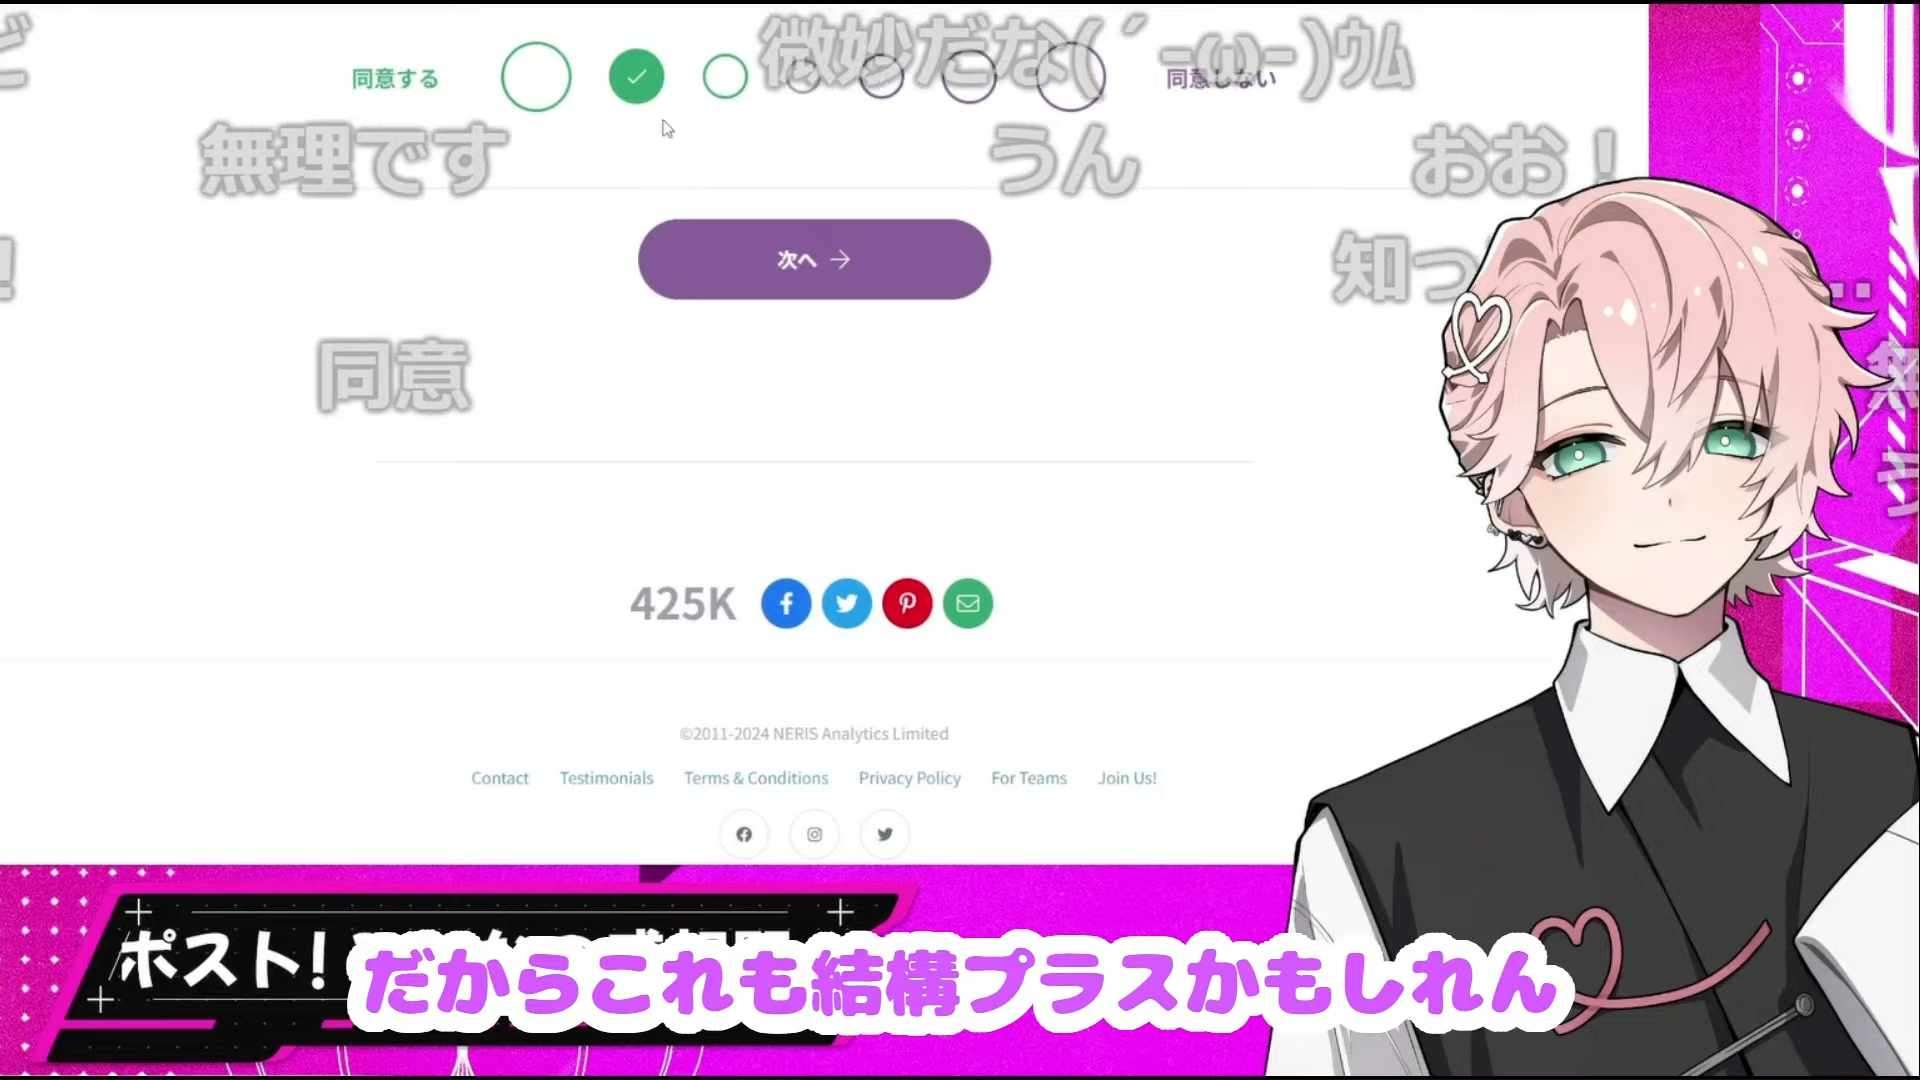 微妙だな(´-ω-)ウム
同意する
同意しない
無理です
うん
おお！
知っ
次へ →
同意
425K
©2011-2024 NERIS Analytics Limited
Contact Testimonials Terms & Conditions Privacy Policy For Teams Join Us!
ポスト!
だからこれも結構プラスかもしれん